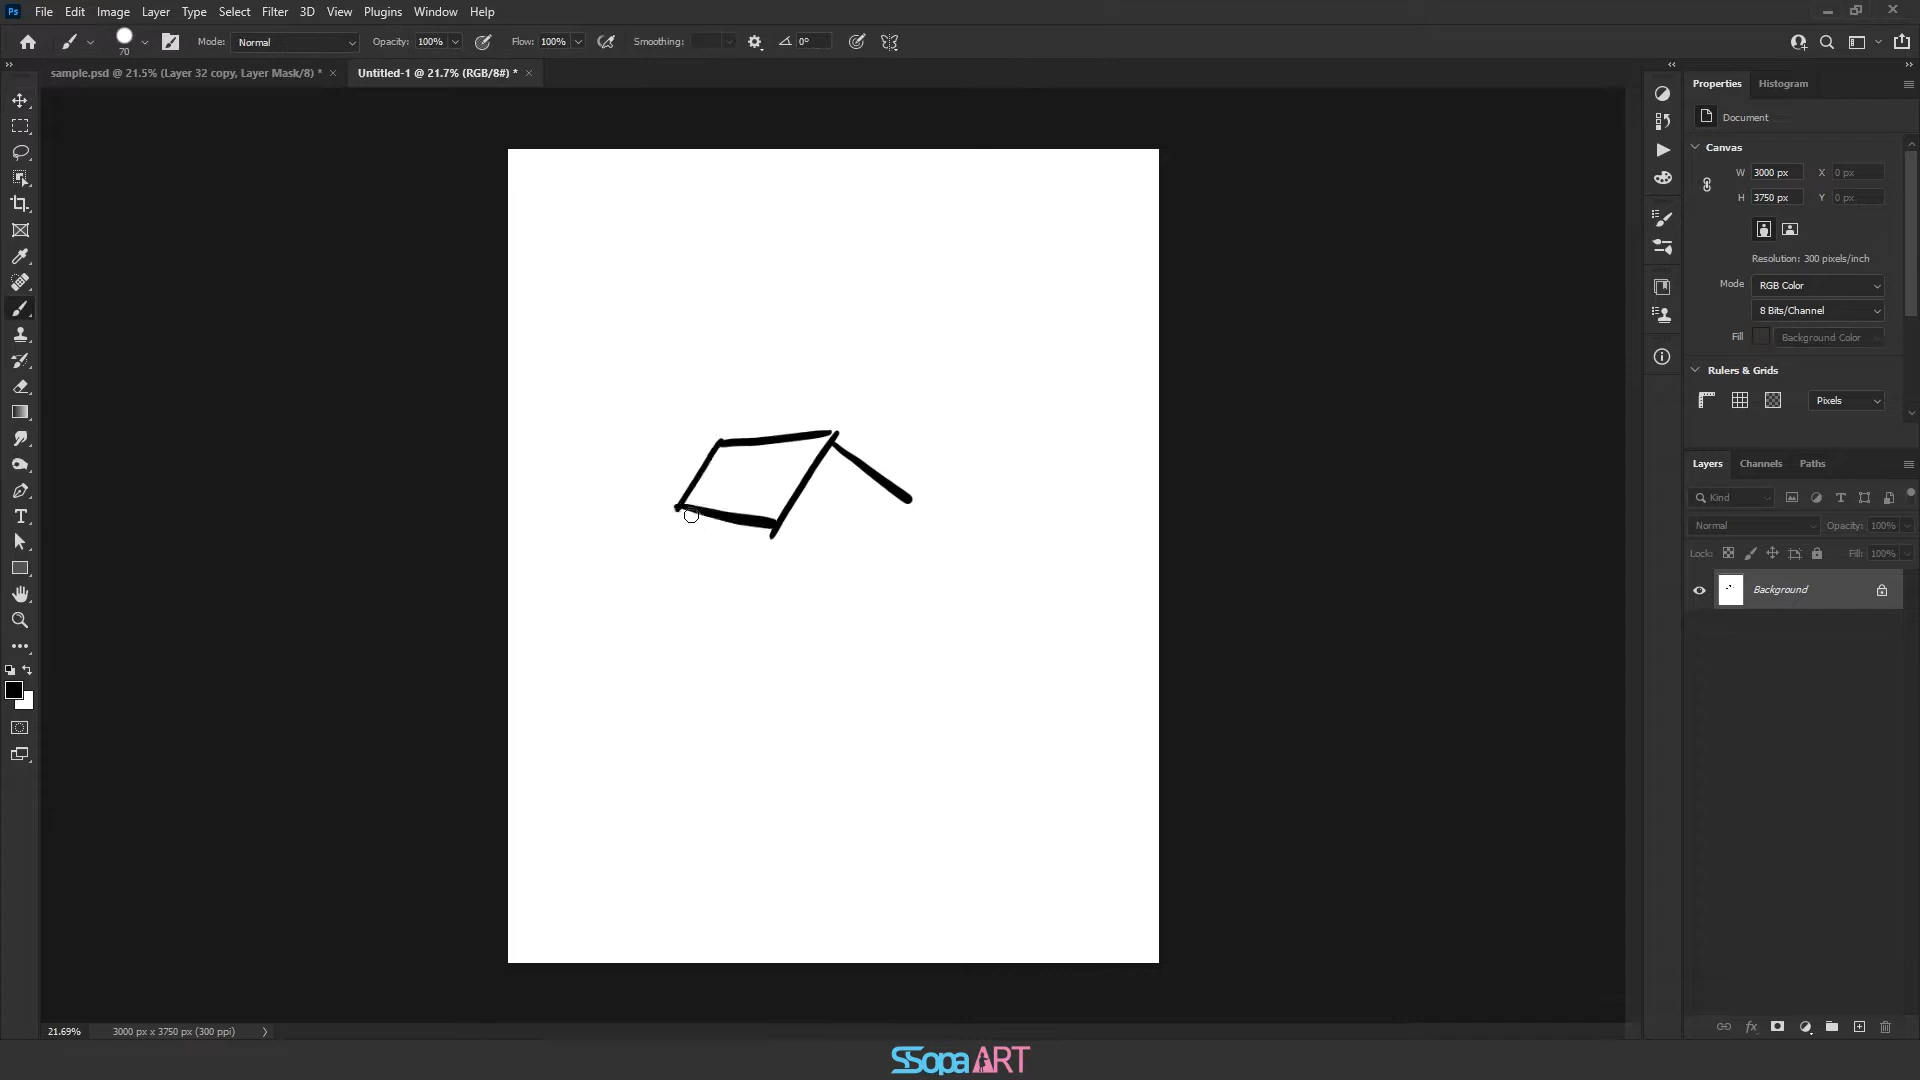 Ps File Edit Image Layer Type Select Filter 3D View Plugins Window Help
70 Mode: Normal Opacity: 100% Flow: 100% Smoothing: 0°
sample.psd @ 21.5% (Layer 32 copy, Layer Mask/8) * × Untitled-1 @ 21.7% (RGB/8#) * ×
Properties Histogram
Document
Canvas
W 3000 px X 0 px
H 3750 px Y 0 px
Resolution: 300 pixels/inch
Mode RGB Color
8 Bits/Channel
Fill Background Color
Rulers & Grids
Pixels
Layers Channels Paths
Kind
Normal Opacity: 100%
Lock: Fill: 100%
Background
21.69% 3000 px x 3750 px (300 ppi)
SSopa ART